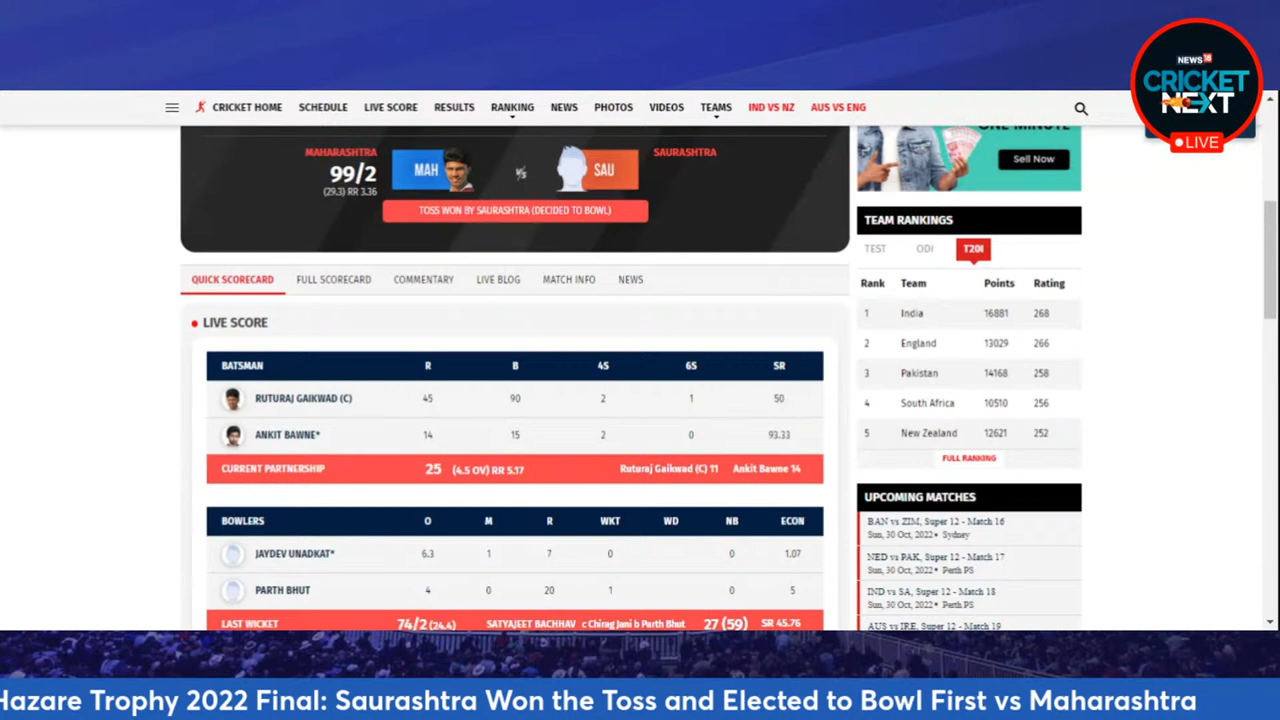 NEWS18
CRICKET
NEXT
LIVE
CRICKET HOME SCHEDULE LIVE SCORE RESULTS RANKING NEWS PHOTOS VIDEOS TEAMS IND VS NZ AUS VS ENG
MAHARASHTRA
99/2
(29.3) RR 3.36
MAH VS SAU
SAURASHTRA
TOSS WON BY SAURASHTRA (DECIDED TO BOWL)
ONE MINUTE
Sell Now
QUICK SCORECARD FULL SCORECARD COMMENTARY LIVE BLOG MATCH INFO NEWS
LIVE SCORE
BATSMAN R B 4S 6S SR
RUTURAJ GAIKWAD (C) 45 90 2 1 50
ANKIT BAWNE* 14 15 2 0 93.33
CURRENT PARTNERSHIP 25 (4.5 OV) RR 5.17 Ruturaj Gaikwad (C) 11 Ankit Bawne 14
BOWLERS O M R WKT WD NB ECON
JAYDEV UNADKAT* 6.3 1 7 0 0 1.07
PARTH BHUT 4 0 20 1 0 5
LAST WICKET 74/2 (24.4) SATYAJEET BACHHAV c Chirag Jani b Parth Bhut 27 (59) SR 45.76
TEAM RANKINGS
TEST ODI T20I
Rank Team Points Rating
1 India 16881 268
2 England 13029 266
3 Pakistan 14168 258
4 South Africa 10510 256
5 New Zealand 12621 252
FULL RANKING
UPCOMING MATCHES
BAN vs ZIM, Super 12 - Match 16
Sun, 30 Oct, 2022• Sydney
NED vs PAK, Super 12 - Match 17
Sun, 30 Oct, 2022• Perth PS
IND vs SA, Super 12 - Match 18
Sun, 30 Oct, 2022• Perth PS
AUS vs IRE, Super 12 - Match 19
Hazare Trophy 2022 Final: Saurashtra Won the Toss and Elected to Bowl First vs Maharashtra